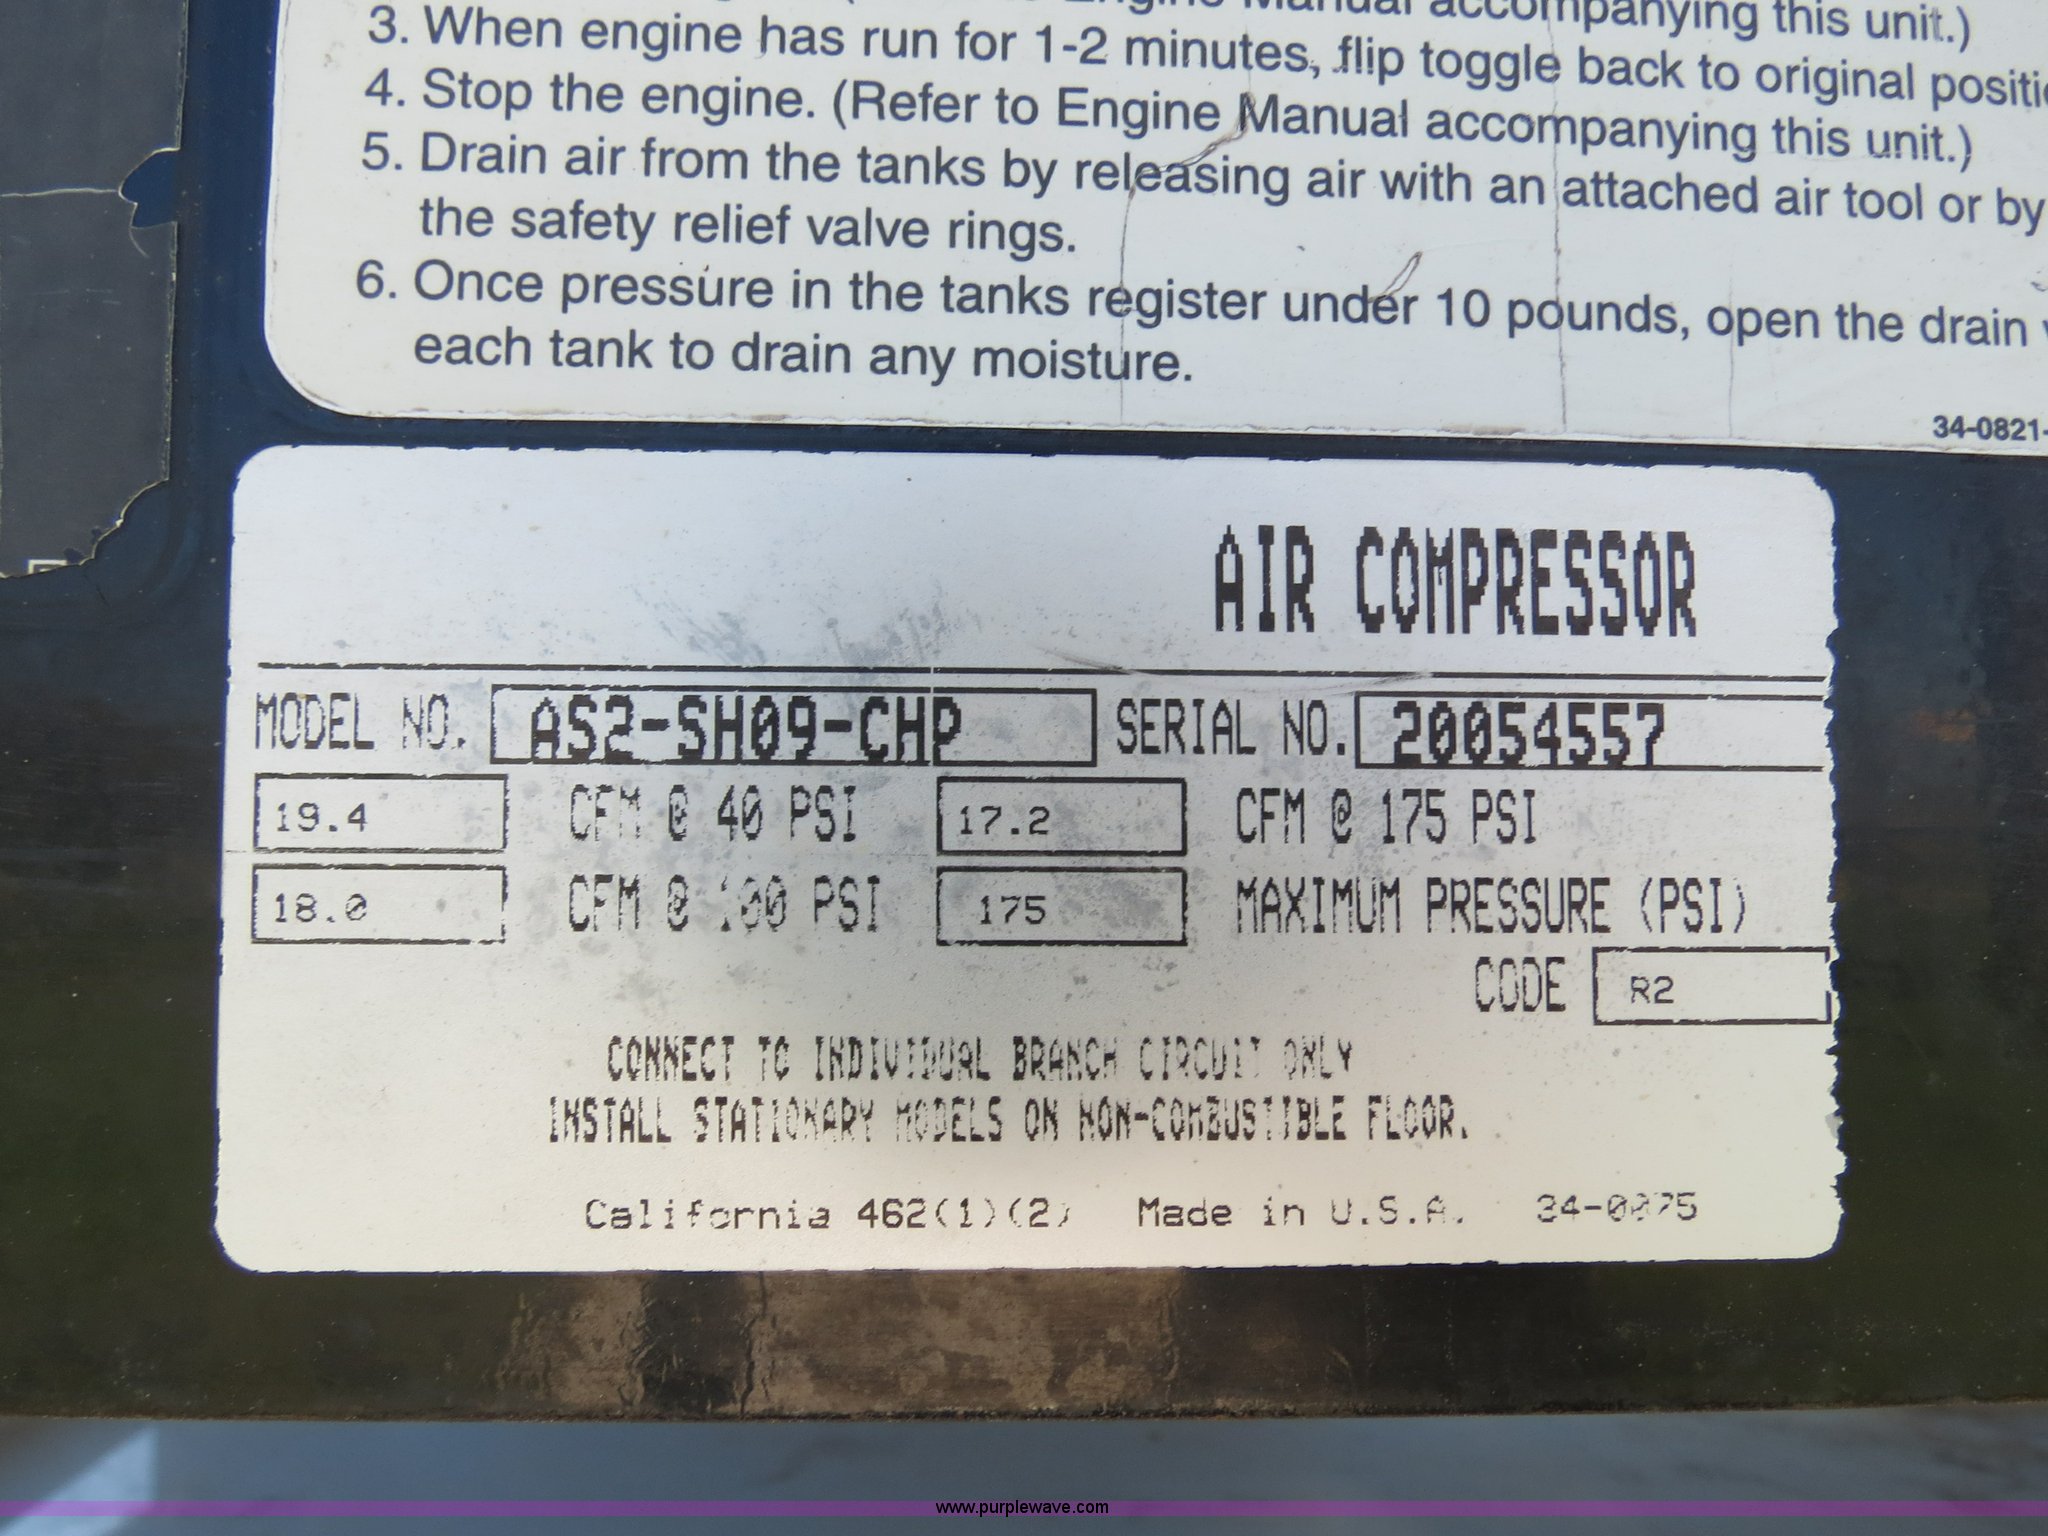 Engine Manual accompanying this unit.)
3. When engine has run for 1-2 minutes, flip toggle back to original
4. Stop the engine. (Refer to Engine Manual accompanying this unit.)
5. Drain air from the tanks by releasing air with an attached air tool or by
the safety relief valve rings.
6. Once pressure in the tanks register under 10 pounds, open the drain
each tank to drain any moisture.
34-0821-
AIR COMPRESSOR
MODEL NO. AS2-SH09-CHP SERIAL NO. 20054557
19.4 CFM @ 40 PSI 17.2 CFM @ 175 PSI
18.0 CFM @ 100 PSI 175 MAXIMUM PRESSURE (PSI)
CODE R2
CONNECT TO INDIVIDUAL BRANCH CIRCUIT ONLY
INSTALL STATIONARY MODELS ON NON-COMBUSTIBLE FLOOR.
California 462(1)(2) Made in U.S.A.
www.purplewave.com